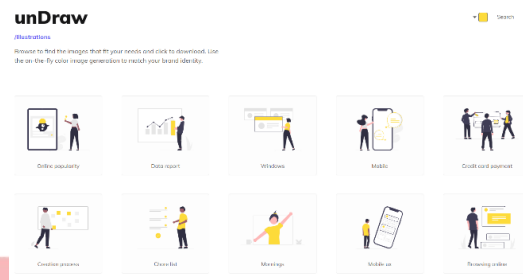 unDraw
Search
/illustrations
Browse to find the images that fit your needs and click to download. Use
the on-the-fly color image generation to match your brand identity.
Online popularity
Data report
Windows
Mobile
Credit card payment
Creation process
Check list
Mornings
Mobile ux
Browsing online